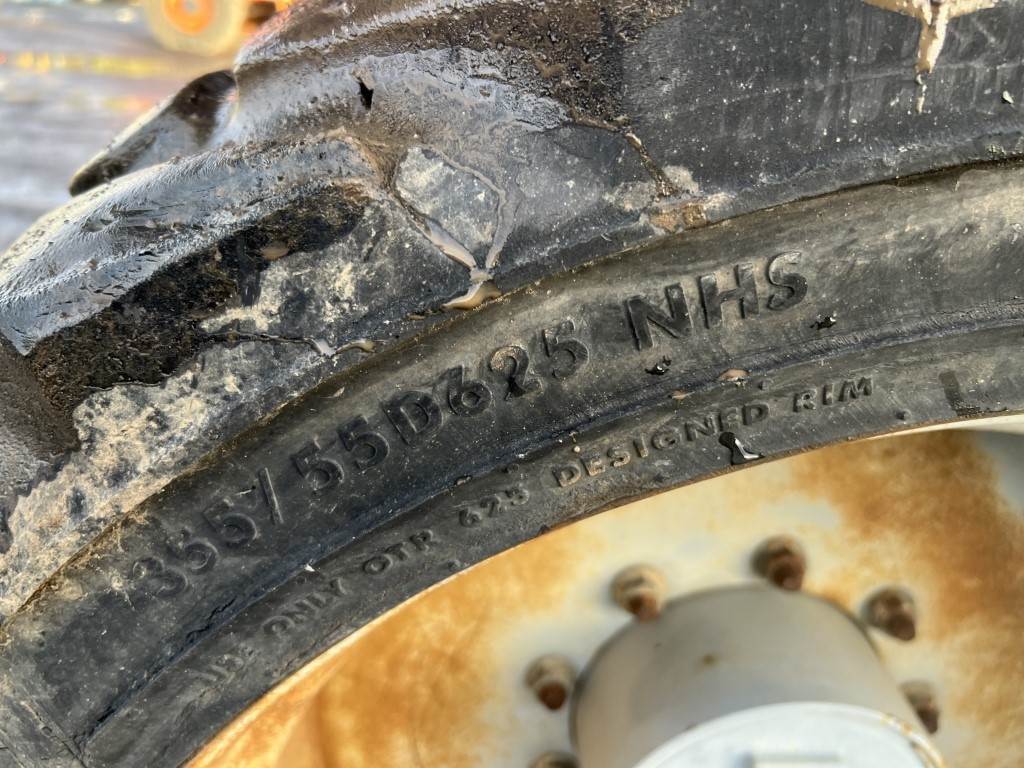 355/55D625 NHS
USE ONLY OTR 625 DESIGNED RIM